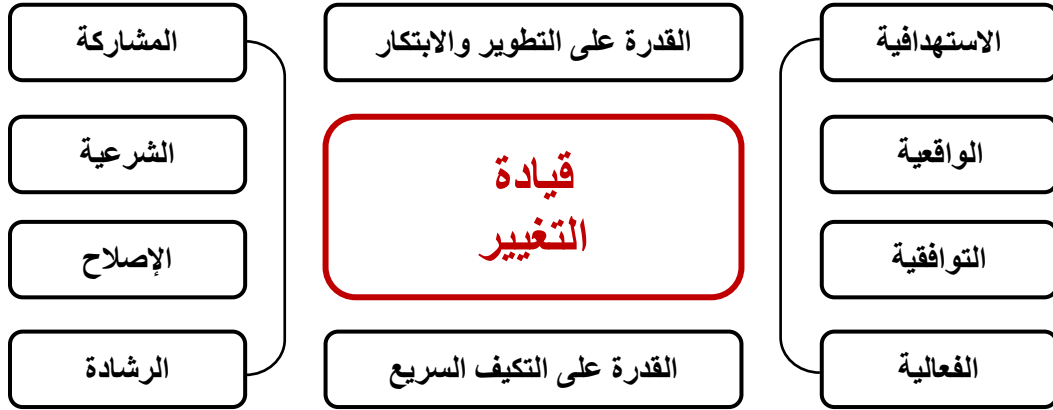 الاستهدافية
القدرة على التطوير والابتكار
المشاركة
الواقعية
قيادة
التغيير
الشرعية
التوافقية
الإصلاح
الفعالية
القدرة على التكيف السريع
الرشادة